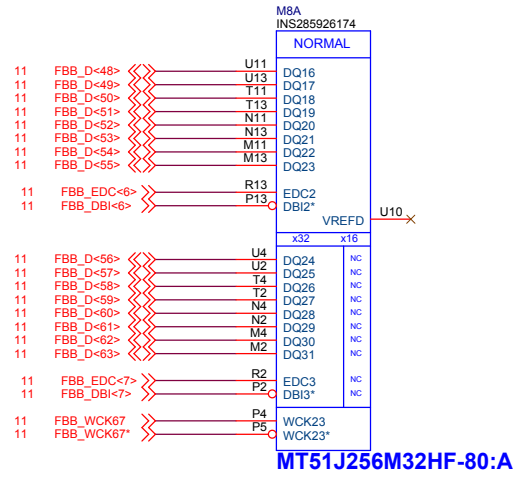 M8A
INS285926174
NORMAL
11 FBB_D<48> U11 DQ16
11 FBB_D<49> U13 DQ17
11 FBB_D<50> T11 DQ18
11 FBB_D<51> T13 DQ19
11 FBB_D<52> N11 DQ20
11 FBB_D<53> N13 DQ21
11 FBB_D<54> M11 DQ22
11 FBB_D<55> M13 DQ23
11 FBB_EDC<6> R13 EDC2
11 FBB_DBI<6> P13 DBI2*
VREFD U10
x32 x16
11 FBB_D<56> U4 DQ24 NC
11 FBB_D<57> U2 DQ25 NC
11 FBB_D<58> T4 DQ26 NC
11 FBB_D<59> T2 DQ27 NC
11 FBB_D<60> N4 DQ28 NC
11 FBB_D<61> N2 DQ29 NC
11 FBB_D<62> M4 DQ30 NC
11 FBB_D<63> M2 DQ31 NC
11 FBB_EDC<7> R2 EDC3 NC
11 FBB_DBI<7> P2 DBI3* NC
11 FBB_WCK67 P4 WCK23
11 FBB_WCK67* P5 WCK23*
MT51J256M32HF-80:A